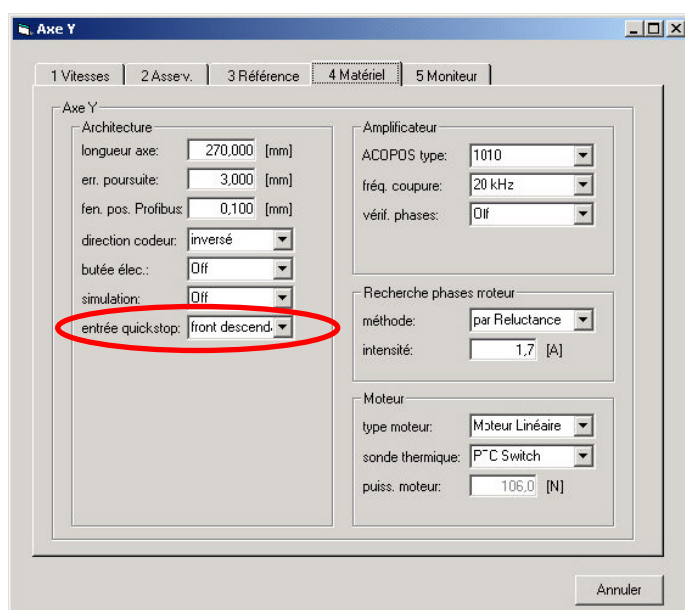 Axe Y
1 Vitesses 2 Asserv. 3 Référence 4 Matériel 5 Moniteur
Axe Y
Architecture
longueur axe: 270,000 [mm]
err. poursuite: 3,000 [mm]
fen. pos. Profibus: 0,100 [mm]
direction codeur: inversé
butée élec.: Off
simulation: Off
entrée quickstop: front descend.
Amplificateur
ACOPOS type: 1010
fréq. coupure: 20 kHz
vérif. phases: Off
Recherche phases moteur
méthode: par Reluctance
intensité: 1,7 [A]
Moteur
type moteur: Moteur Linéaire
sonde thermique: PTC Switch
puiss. moteur: 106,0 [N]
Annuler